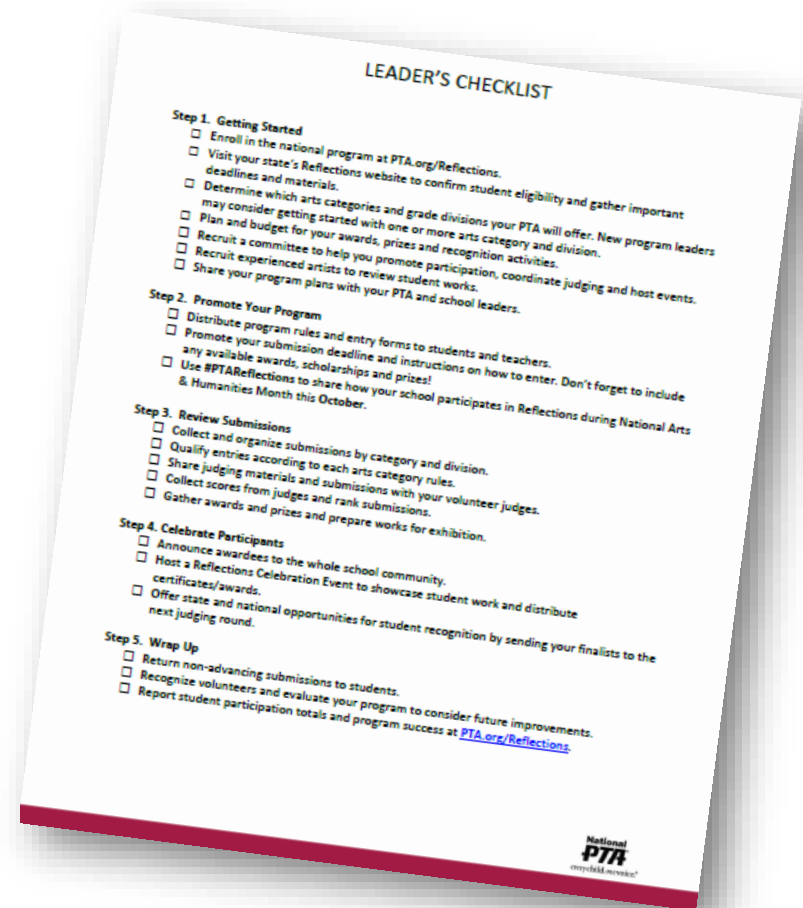 LEADER'S CHECKLIST
Step 1. Getting Started
☐ Enroll in the national program at PTA.org/Reflections.
☐ Visit your state's Reflections website to confirm student eligibility and gather important
deadlines and materials.
☐ Determine which arts categories and grade divisions your PTA will offer. New program leaders
may consider getting started with one or more arts category and division.
☐ Plan and budget for your awards, prizes and recognition activities.
☐ Recruit a committee to help you promote participation, coordinate judging and host events.
☐ Recruit experienced artists to review student works.
☐ Share your program plans with your PTA and school leaders.
Step 2. Promote Your Program
☐ Distribute program rules and entry forms to students and teachers.
☐ Promote your submission deadline and instructions on how to enter. Don't forget to include
any available awards, scholarships and prizes!
☐ Use #PTAReflections to share how your school participates in Reflections during National Arts
& Humanities Month this October.
Step 3. Review Submissions
☐ Collect and organize submissions by category and division.
☐ Qualify entries according to each arts category rules.
☐ Share judging materials and submissions with your volunteer judges.
☐ Collect scores from judges and rank submissions.
☐ Gather awards and prizes and prepare works for exhibition.
Step 4. Celebrate Participants
☐ Announce awardees to the whole school community.
☐ Host a Reflections Celebration Event to showcase student work and distribute
certificates/awards.
☐ Offer state and national opportunities for student recognition by sending your finalists to the
next judging round.
Step 5. Wrap Up
☐ Return non-advancing submissions to students.
☐ Recognize volunteers and evaluate your program to consider future improvements.
☐ Report student participation totals and program success at PTA.org/Reflections.
National
PTA
everychild.onevoice.®